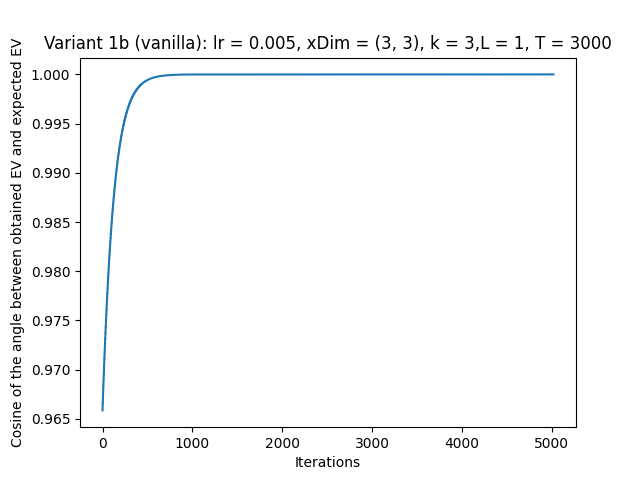 Variant 1b (vanilla): lr = 0.005, xDim = (3, 3), k = 3,L = 1, T = 3000
Cosine of the angle between obtained EV and expected EV
1.000
0.995
0.990
0.985
0.980
0.975
0.970
0.965
0 1000 2000 3000 4000 5000
Iterations